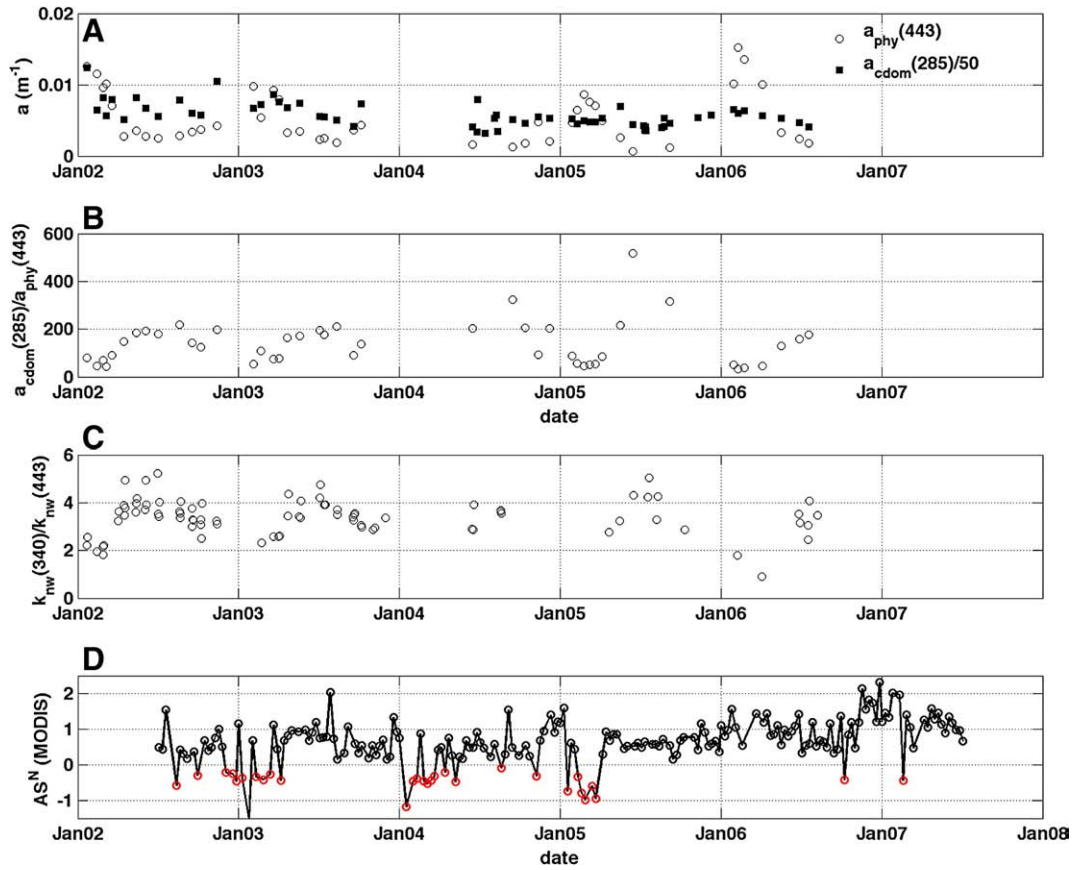 A
0.02
0.01
0
a (m⁻¹)
○ a_phy(443)
■ a_cdom(285)/50
Jan02 Jan03 Jan04 Jan05 Jan06 Jan07
B
600
400
200
0
a_cdom(285)/a_phy(443)
Jan02 Jan03 Jan04 Jan05 Jan06 Jan07
date
C
6
4
2
0
k_nw(340)/k_nw(443)
Jan02 Jan03 Jan04 Jan05 Jan06 Jan07
D
2
1
0
-1
AS^N (MODIS)
Jan02 Jan03 Jan04 Jan05 Jan06 Jan07 Jan08
date